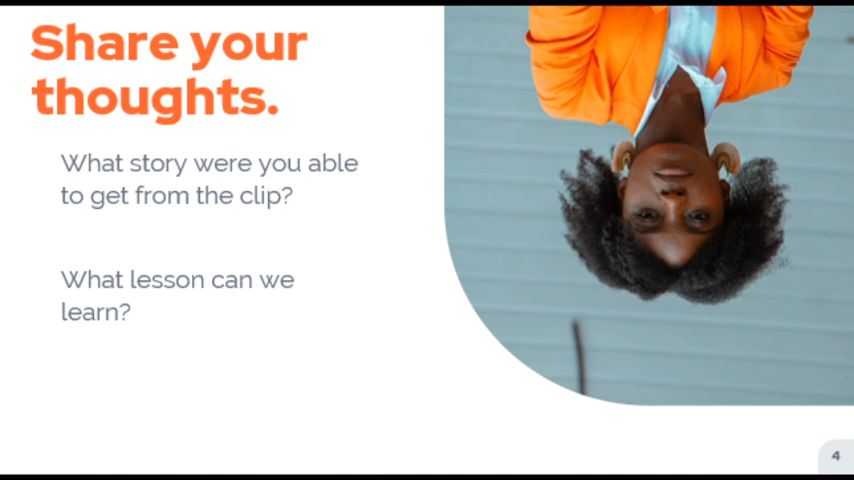 Share your
thoughts.
What story were you able
to get from the clip?
What lesson can we
learn?
4